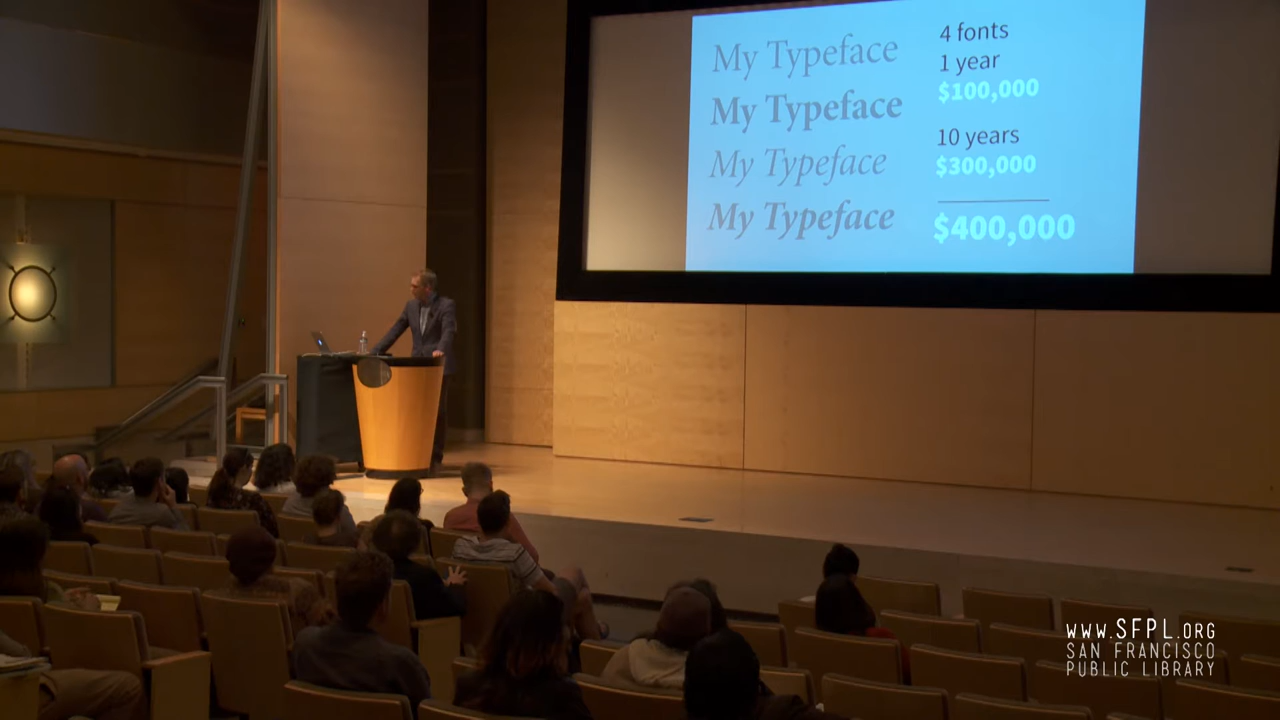 My Typeface
My Typeface
My Typeface
My Typeface
4 fonts
1 year
$100,000
10 years
$300,000
$400,000
www.SFPL.ORG
SAN FRANCISCO
PUBLIC LIBRARY